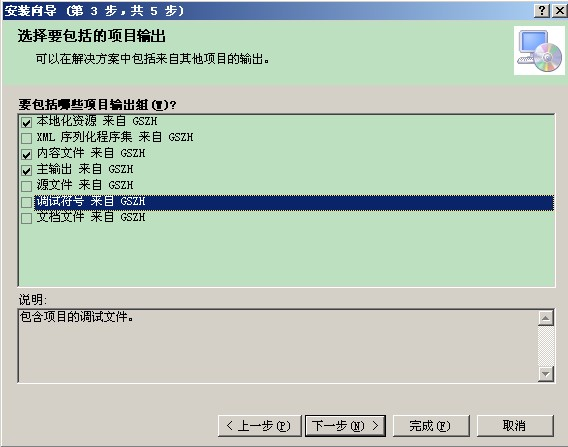 安装向导 (第 3 步，共 5 步)
选择要包括的项目输出
可以在解决方案中包括来自其他项目的输出。
要包括哪些项目输出组(W)?
本地化资源 来自 GSZH
XML 序列化程序集 来自 GSZH
内容文件 来自 GSZH
主输出 来自 GSZH
源文件 来自 GSZH
调试符号 来自 GSZH
文档文件 来自 GSZH
说明:
包含项目的调试文件。
< 上一步(P) 下一步(N) > 完成(F) 取消